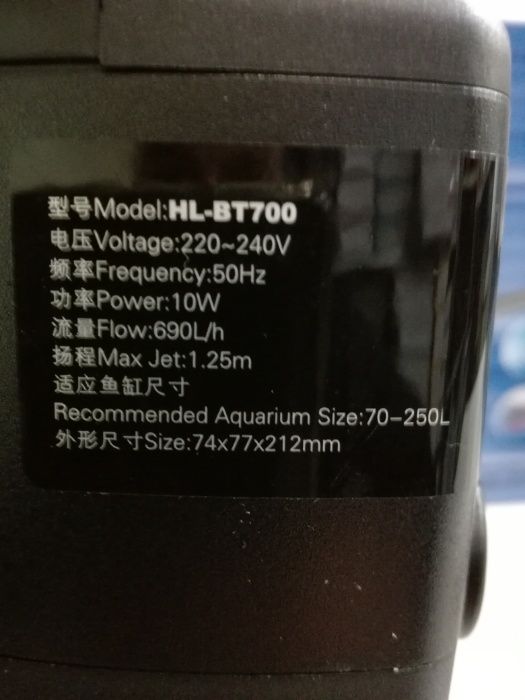 型号Model:HL-BT700
电压Voltage:220~240V
频率Frequency:50Hz
功率Power:10W
流量Flow:690L/h
扬程Max Jet:1.25m
适应鱼缸尺寸
Recommended Aquarium Size:70-250L
外形尺寸Size:74x77x212mm